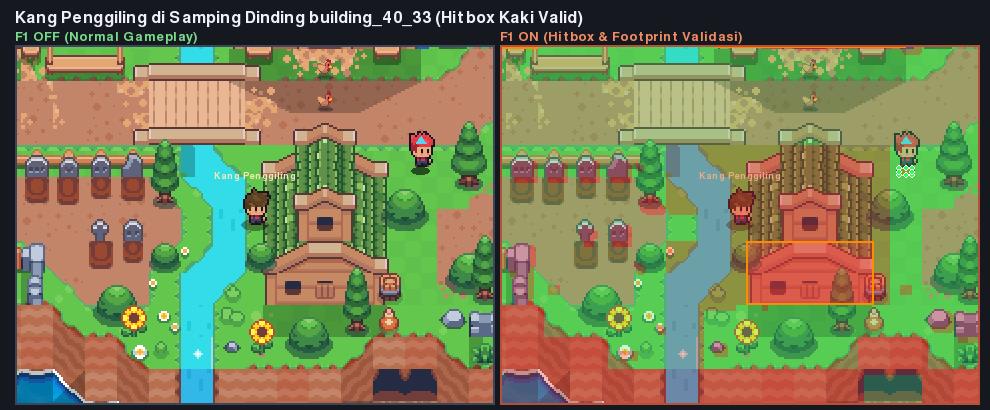 Kang Penggiling di Samping Dinding building_40_33 (Hitbox Kaki Valid)
F1 OFF (Normal Gameplay)
F1 ON (Hitbox & Footprint Validasi)
Kang Penggiling
Kang Penggiling